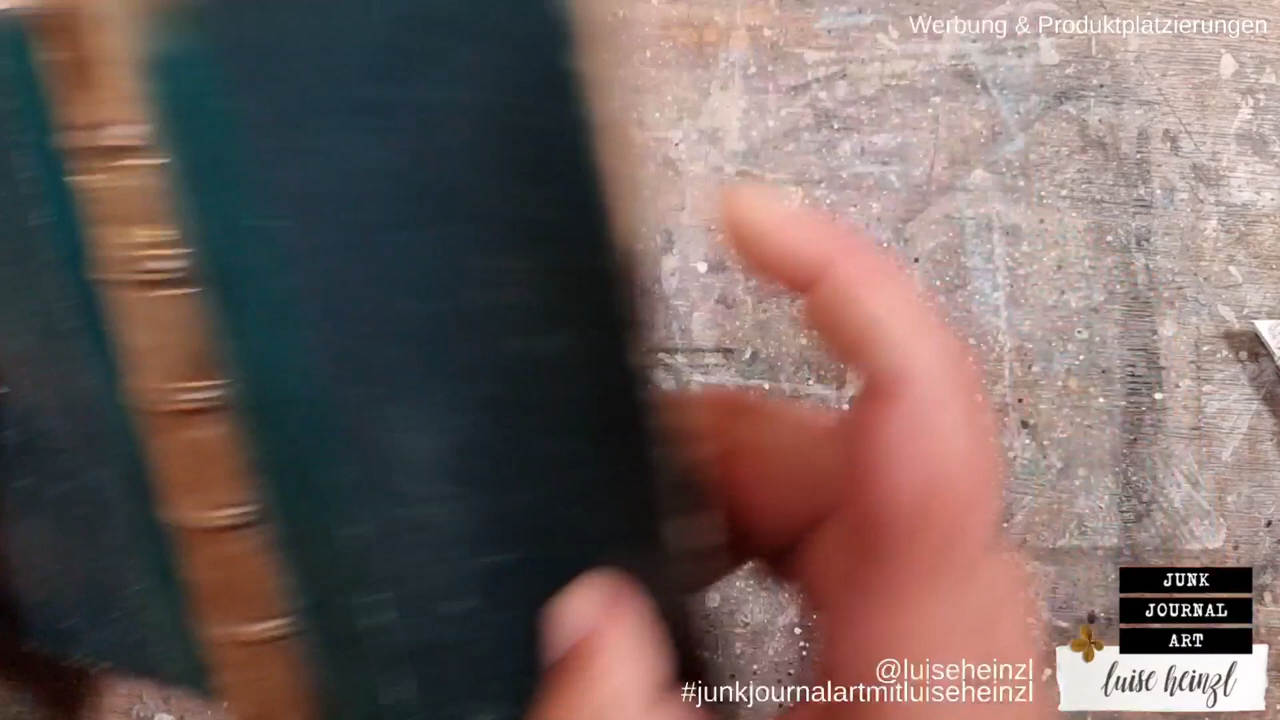 Werbung & Produktplatzierungen
JUNK
JOURNAL
ART
@luiseheinzl
luise heinzl
#junkjournalartmitluiseheinzl